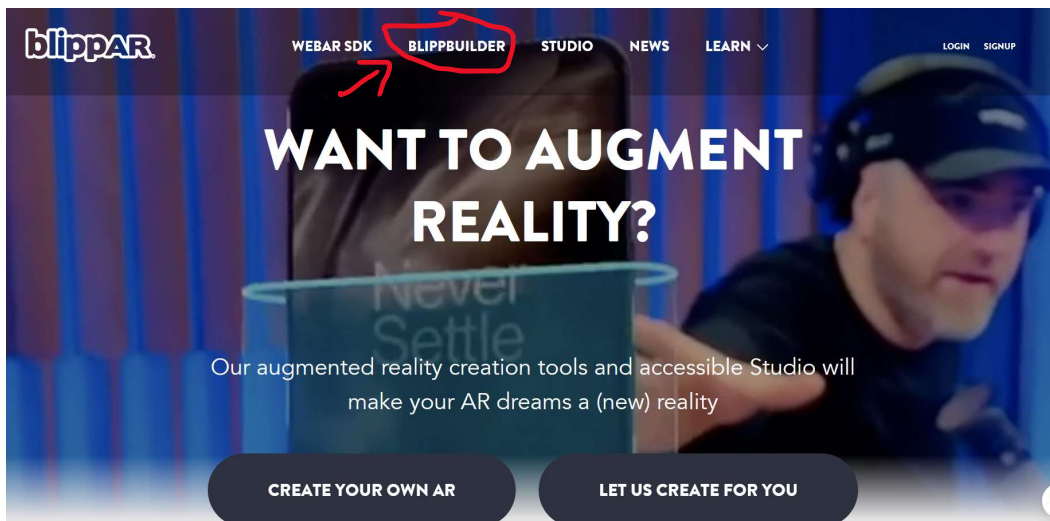 blippAR.
WEBAR SDK BLIPPBUILDER STUDIO NEWS LEARN
LOGIN SIGNUP
WANT TO AUGMENT
REALITY?
Never
Settle
Our augmented reality creation tools and accessible Studio will
make your AR dreams a (new) reality
CREATE YOUR OWN AR LET US CREATE FOR YOU